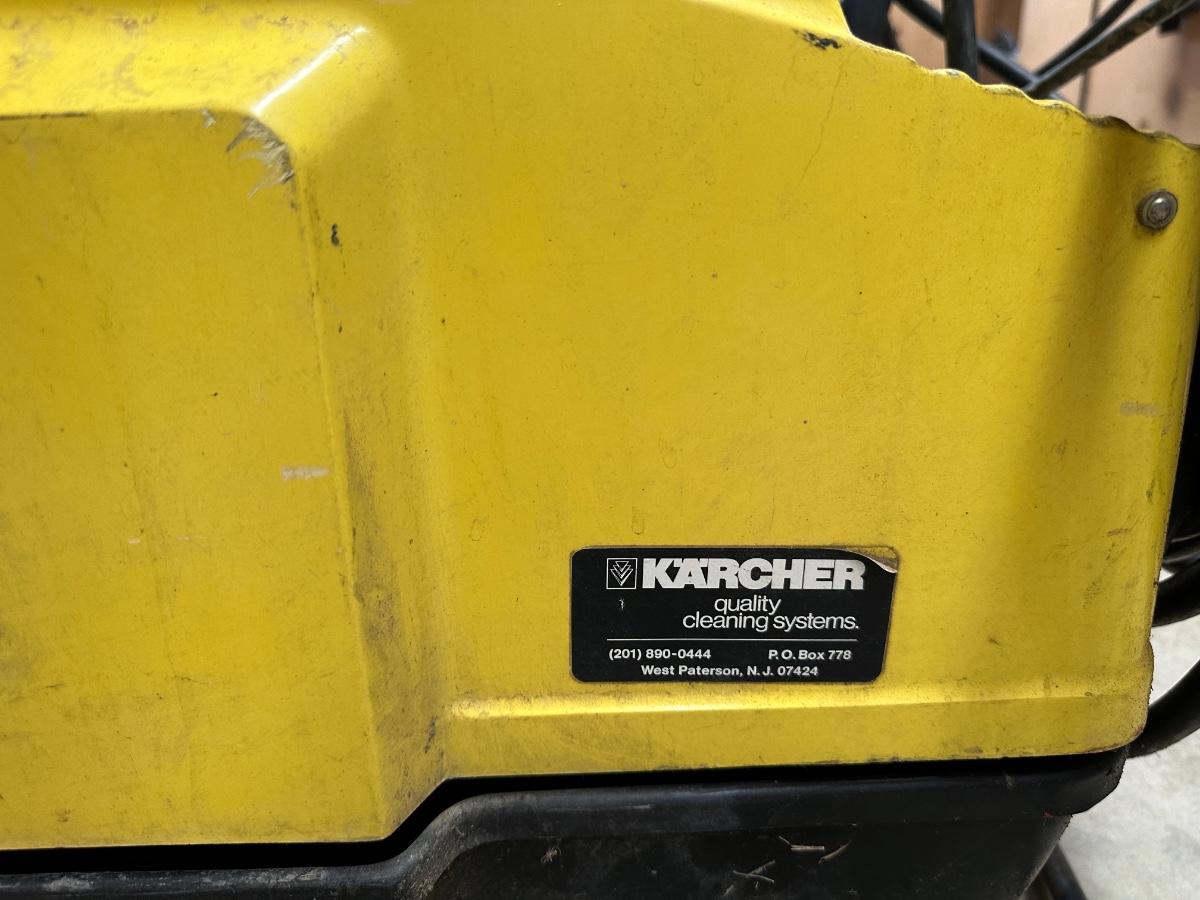 KÄRCHER
quality
cleaning systems.
(201) 890-0444 P.O. Box 778
West Paterson, N.J. 07424